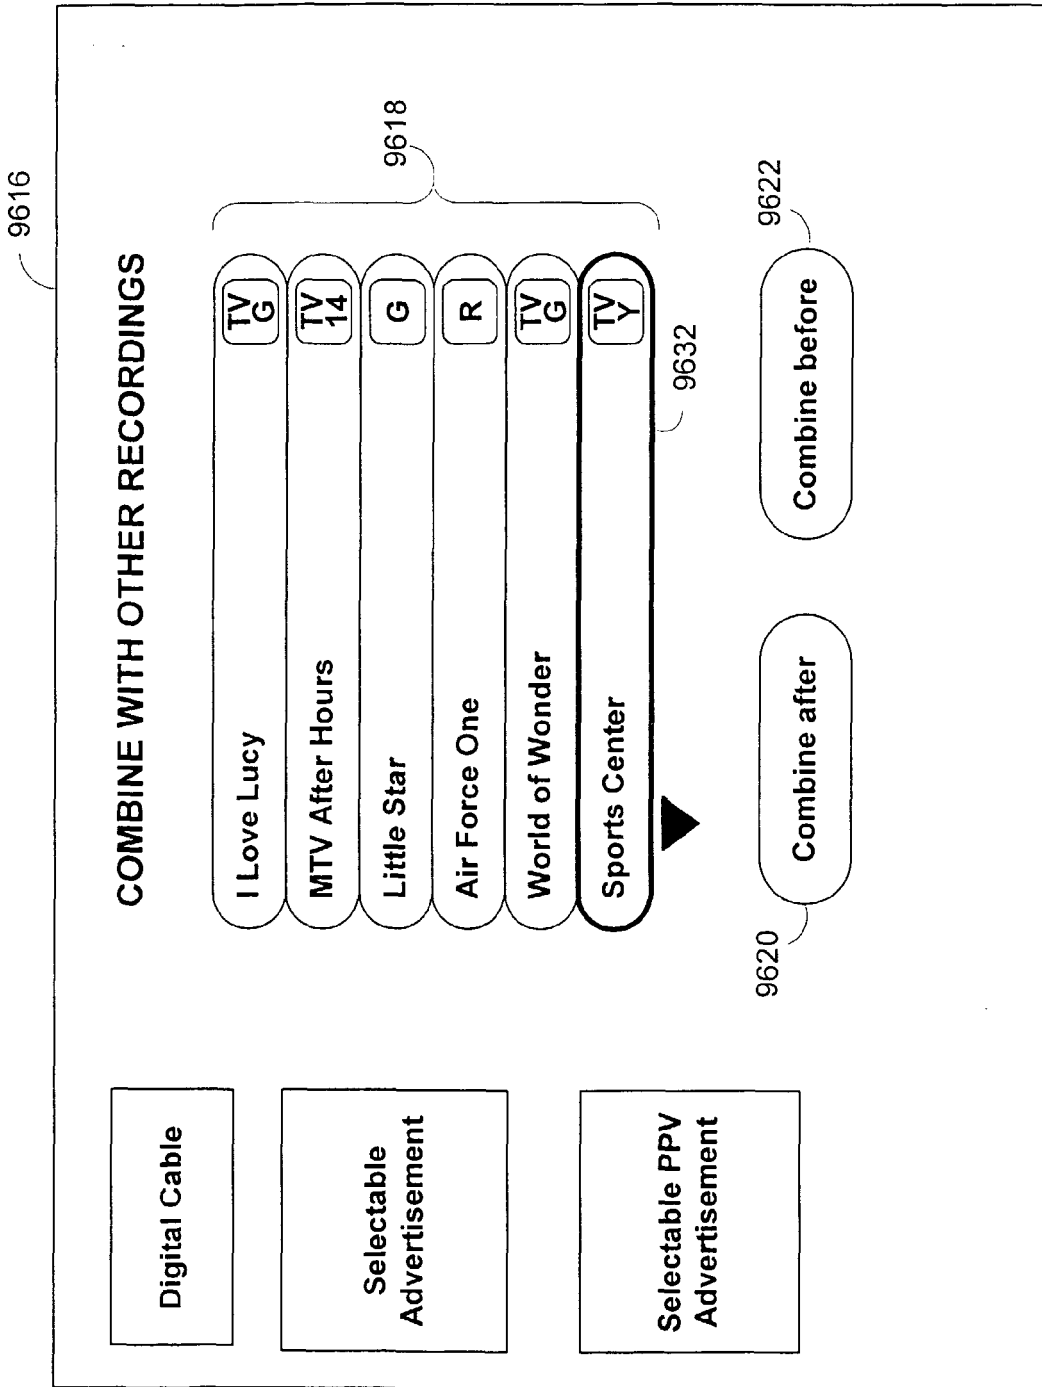 9616
COMBINE WITH OTHER RECORDINGS
Digital Cable
Selectable
Advertisement
Selectable PPV
Advertisement
I Love Lucy
TV
G
MTV After Hours
TV
14
Little Star
G
Air Force One
R
World of Wonder
TV
G
Sports Center
TV
Y
9618
9632
9620
Combine after
Combine before
9622